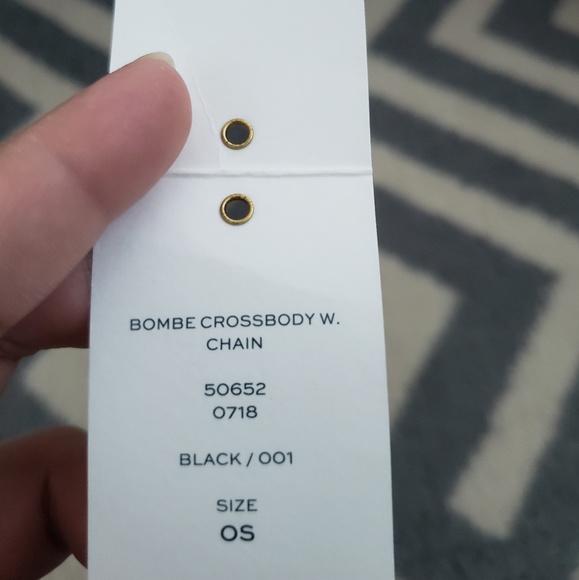 BOMBE CROSSBODY W.
CHAIN
50652
0718
BLACK / 001
SIZE
OS